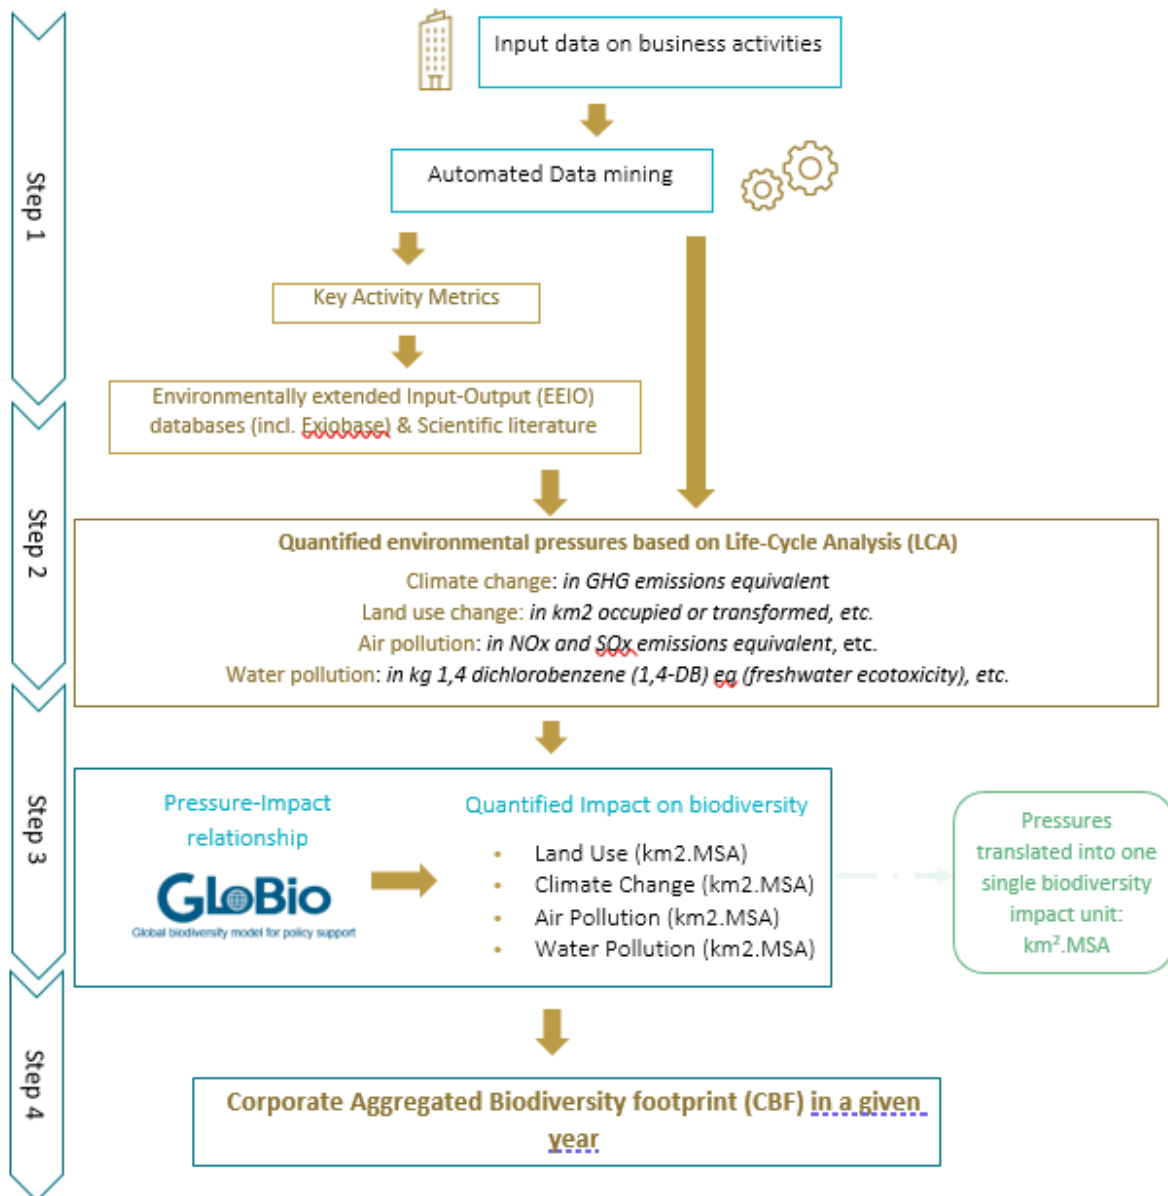 Step 1
Input data on business activities
Automated Data mining
Key Activity Metrics
Environmentally extended Input-Output (EEIO)
databases (incl. Exiobase) & Scientific literature
Step 2
Quantified environmental pressures based on Life-Cycle Analysis (LCA)
Climate change: in GHG emissions equivalent
Land use change: in km2 occupied or transformed, etc.
Air pollution: in NOx and SOx emissions equivalent, etc.
Water pollution: in kg 1,4 dichlorobenzene (1,4-DB) eq (freshwater ecotoxicity), etc.
Step 3
Pressure-Impact
relationship
GLOBIO
Global biodiversity model for policy support
Quantified Impact on biodiversity
• Land Use (km2.MSA)
• Climate Change (km2.MSA)
• Air Pollution (km2.MSA)
• Water Pollution (km2.MSA)
Pressures
translated into one
single biodiversity
impact unit:
km².MSA
Step 4
Corporate Aggregated Biodiversity footprint (CBF) in a given
year